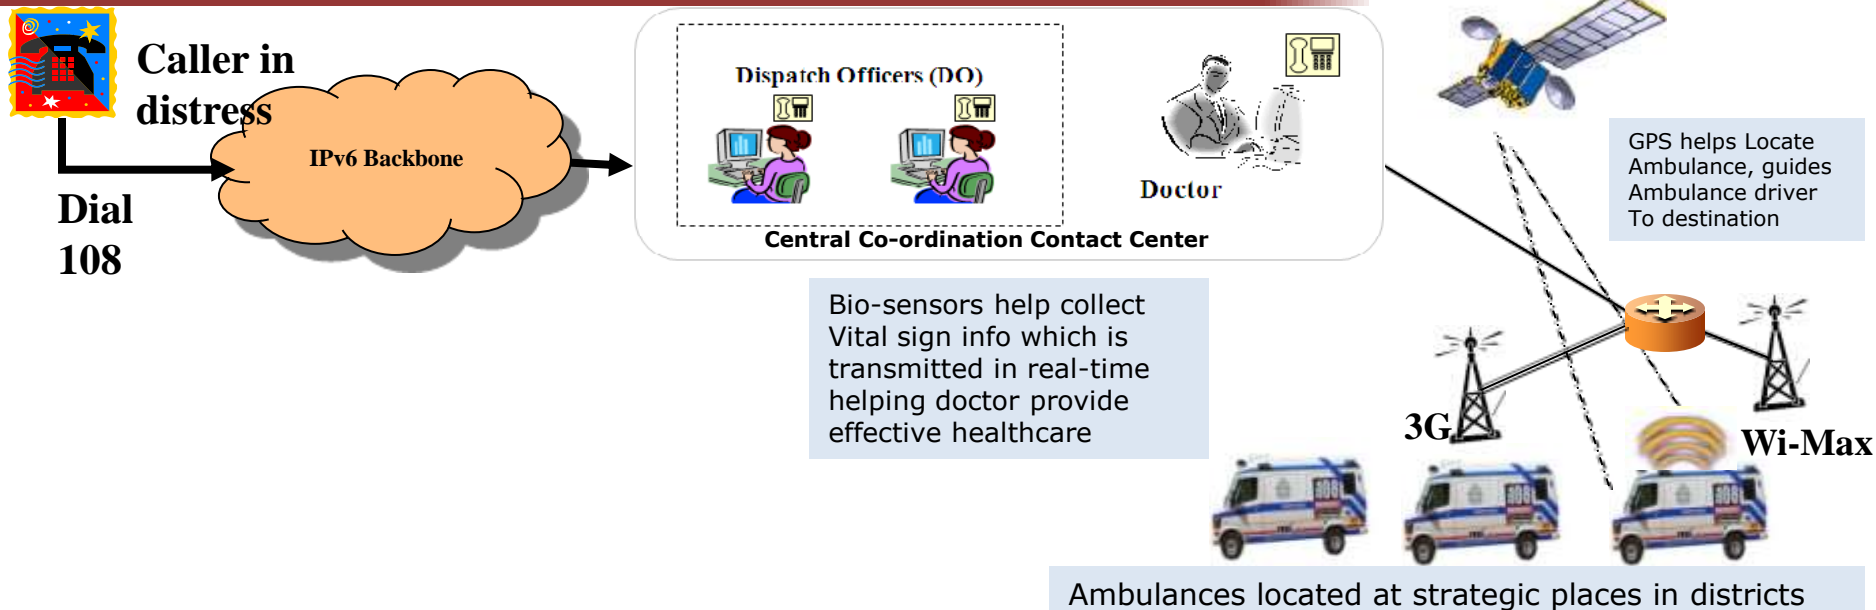 Caller in
distress
Dial
108
IPv6 Backbone
Dispatch Officers (DO)
Doctor
Central Co-ordination Contact Center
Bio-sensors help collect
Vital sign info which is
transmitted in real-time
helping doctor provide
effective healthcare
GPS helps Locate
Ambulance, guides
Ambulance driver
To destination
3G
Wi-Max
Ambulances located at strategic places in districts